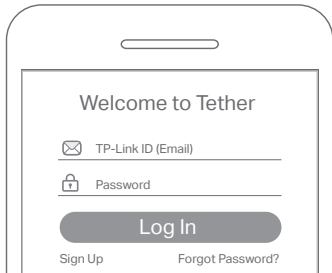 Welcome to Tether
TP-Link ID (Email)
Password
Log In
Sign Up Forgot Password?